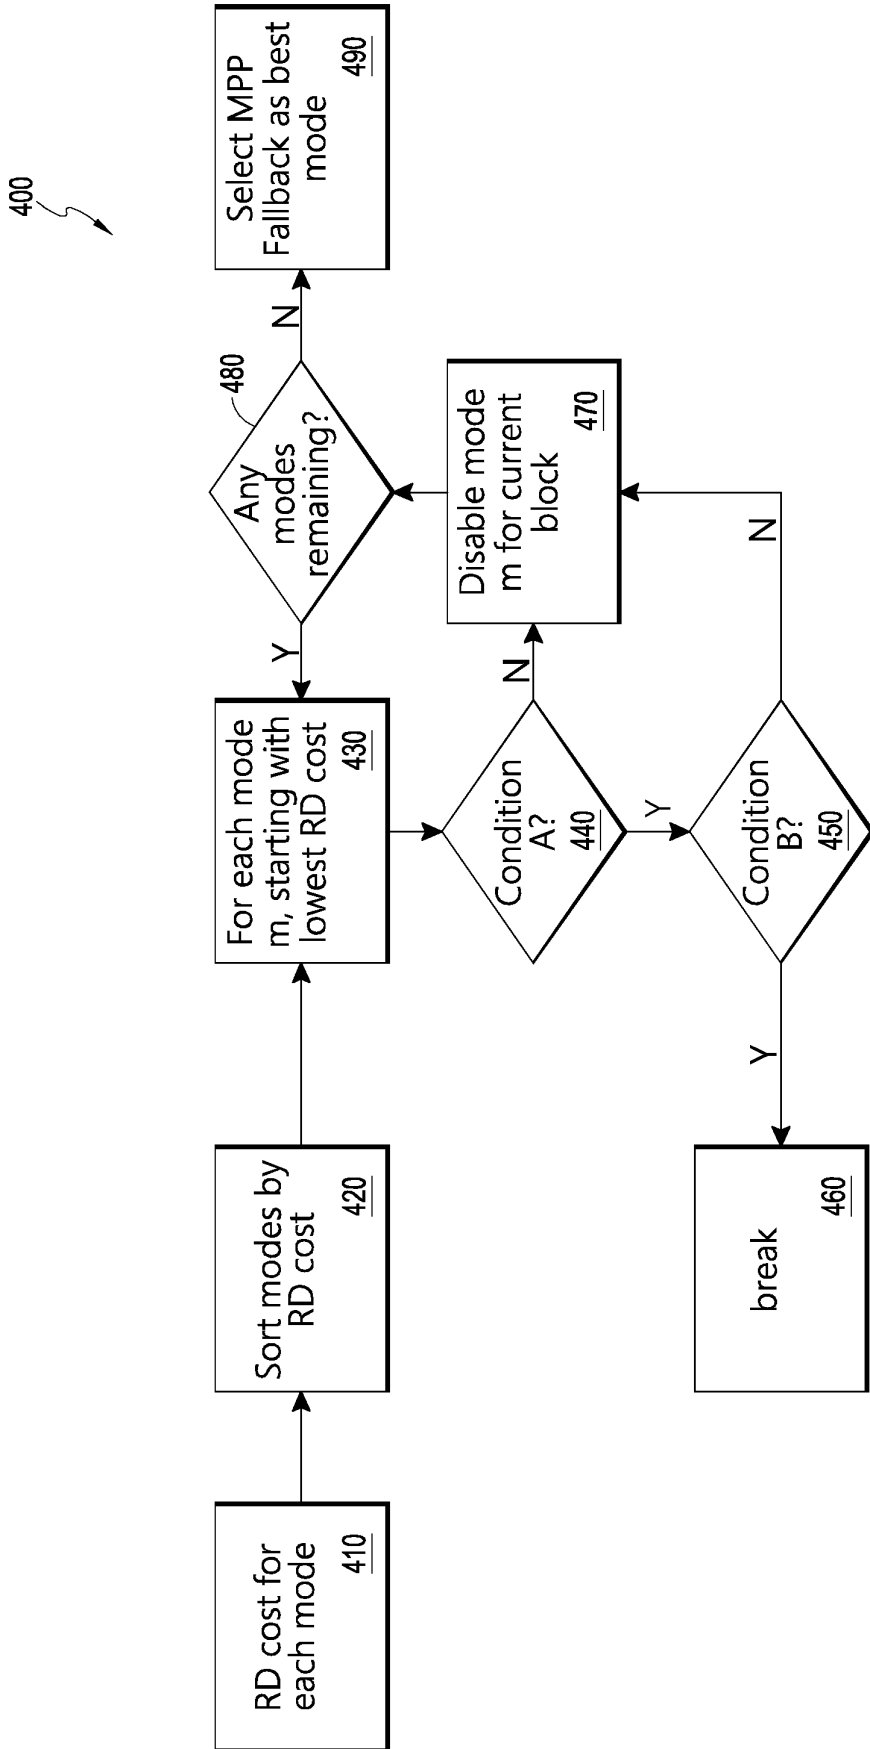 400
RD cost for
each mode
410
Sort modes by
RD cost
420
For each mode
m, starting with
lowest RD cost
430
Y
Any
modes
remaining?
480
N
Select MPP
Fallback as best
mode
490
Condition
A?
440
N
Disable mode
m for current
block
470
Y
Condition
B?
450
N
Y
break
460